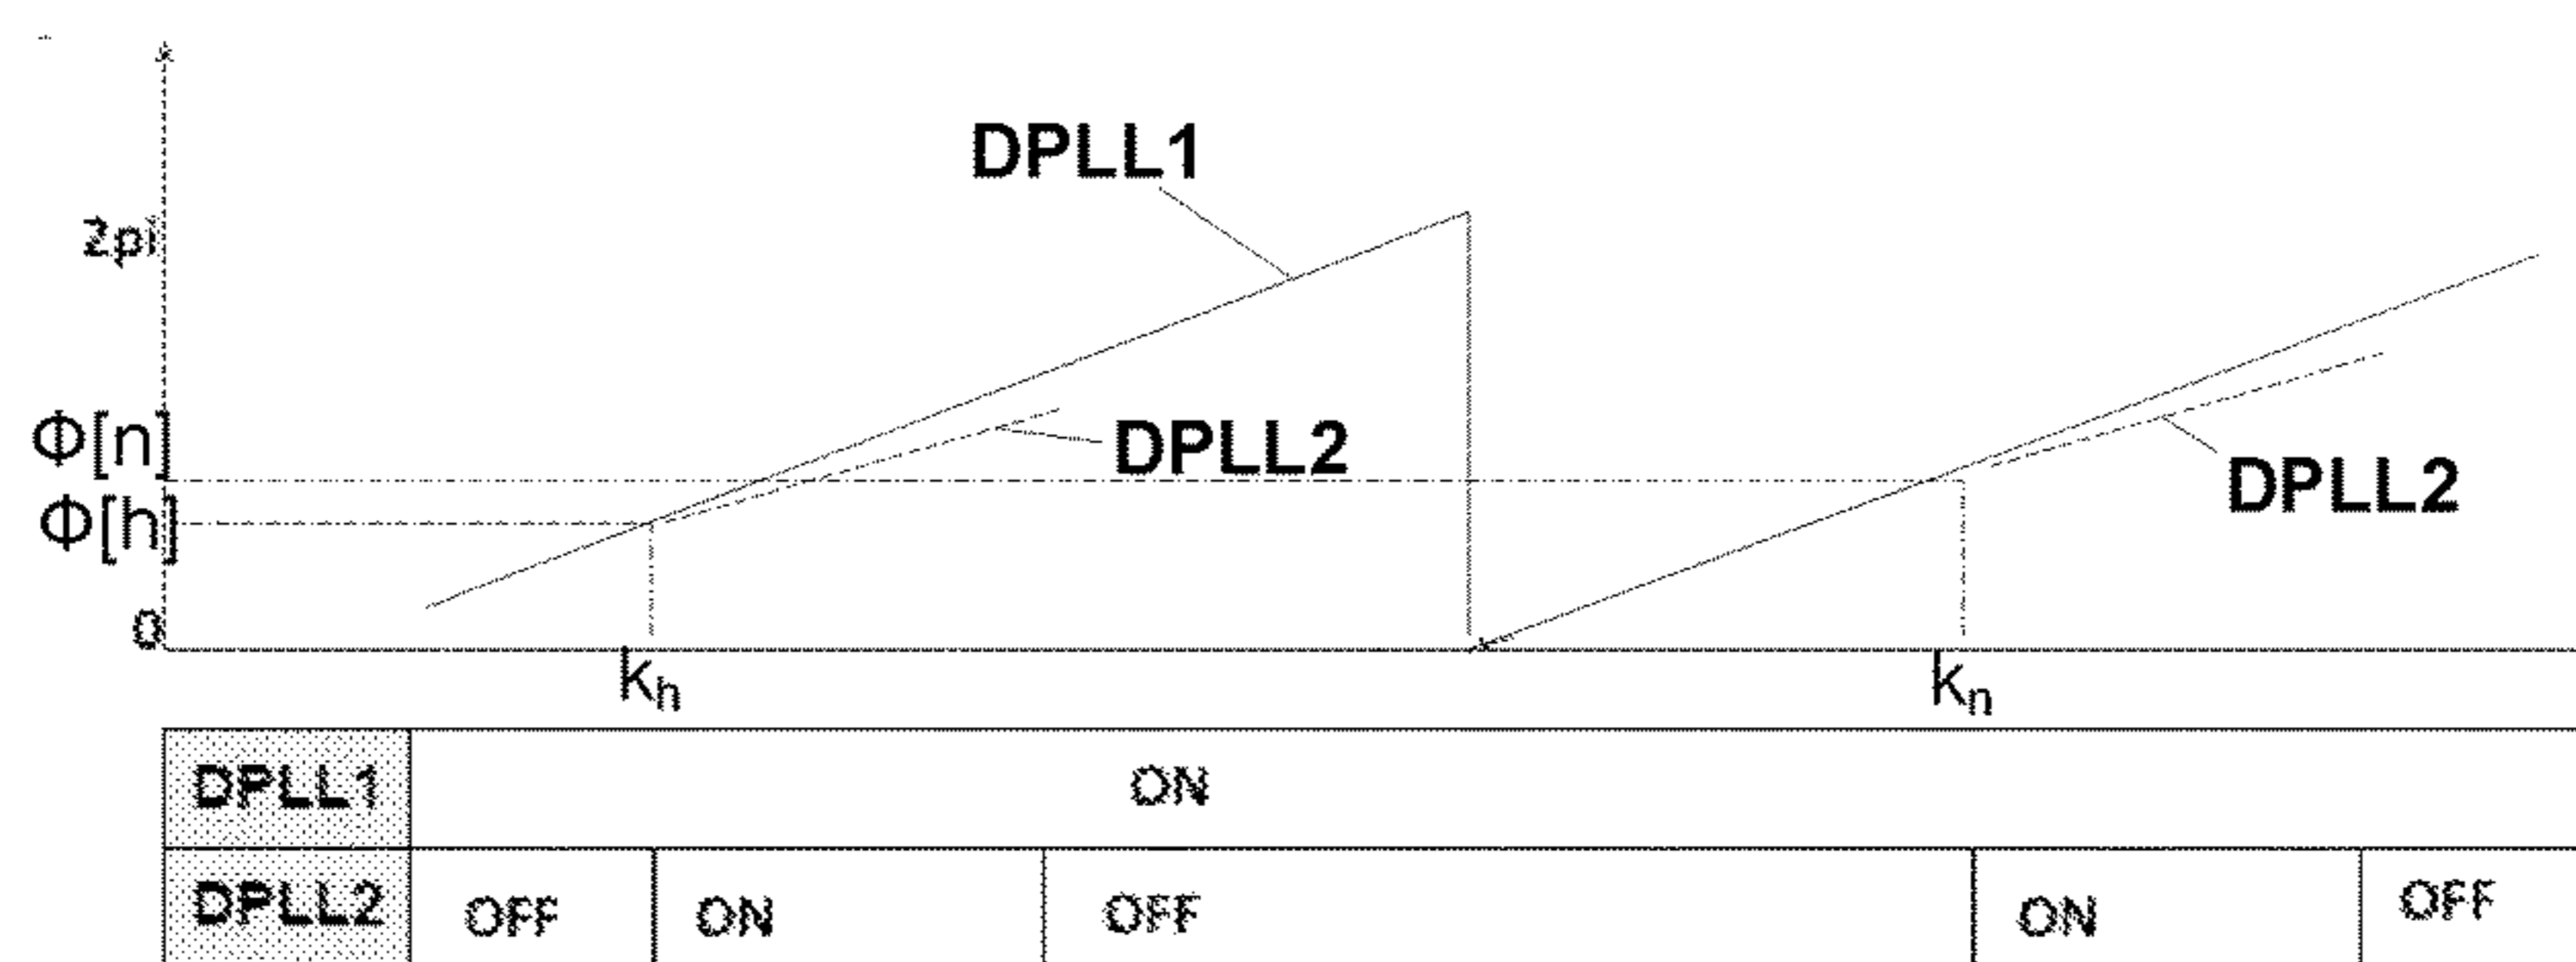 DPLL1
2pi
Φ[n]
DPLL2
Φ[h]
DPLL2
0
kh
kn
DPLL1 ON
DPLL2 OFF ON OFF ON OFF